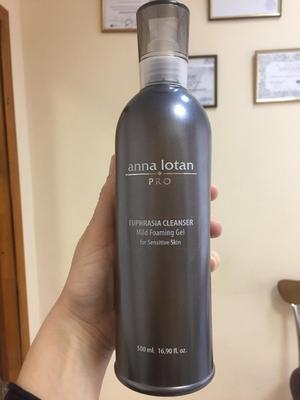 anna lotan
PRO
EUPHRASIA CLEANSER
Mild Foaming Gel
for Sensitive Skin
500 ml. 16,90 fl. oz.